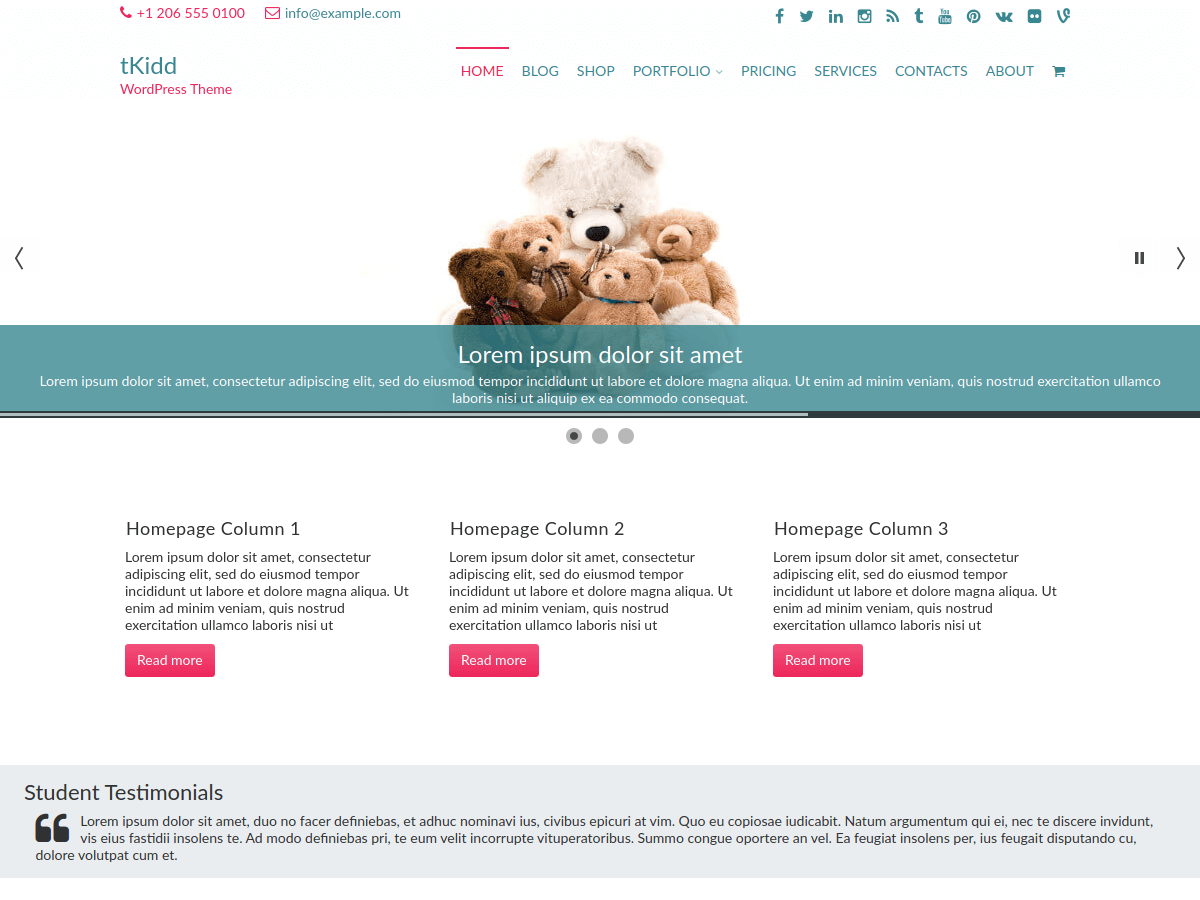 +1 206 555 0100 info@example.com
tKidd
WordPress Theme
HOME BLOG SHOP PORTFOLIO PRICING SERVICES CONTACTS ABOUT
Lorem ipsum dolor sit amet
Lorem ipsum dolor sit amet, consectetur adipiscing elit, sed do eiusmod tempor incididunt ut labore et dolore magna aliqua. Ut enim ad minim veniam, quis nostrud exercitation ullamco
laboris nisi ut aliquip ex ea commodo consequat.
Homepage Column 1
Lorem ipsum dolor sit amet, consectetur
adipiscing elit, sed do eiusmod tempor
incididunt ut labore et dolore magna aliqua. Ut
enim ad minim veniam, quis nostrud
exercitation ullamco laboris nisi ut
Read more
Homepage Column 2
Lorem ipsum dolor sit amet, consectetur
adipiscing elit, sed do eiusmod tempor
incididunt ut labore et dolore magna aliqua. Ut
enim ad minim veniam, quis nostrud
exercitation ullamco laboris nisi ut
Read more
Homepage Column 3
Lorem ipsum dolor sit amet, consectetur
adipiscing elit, sed do eiusmod tempor
incididunt ut labore et dolore magna aliqua. Ut
enim ad minim veniam, quis nostrud
exercitation ullamco laboris nisi ut
Read more
Student Testimonials
Lorem ipsum dolor sit amet, duo no facer definiebas, et adhuc nominavi ius, civibus epicuri at vim. Quo eu copiosae iudicabit. Natum argumentum qui ei, nec te discere invidunt,
vis eius fastidii insolens te. Ad modo definiebas pri, te eum velit incorrupte vituperatoribus. Summo congue oportere an vel. Ea feugiat insolens per, ius feugait disputando cu,
dolore volutpat cum et.